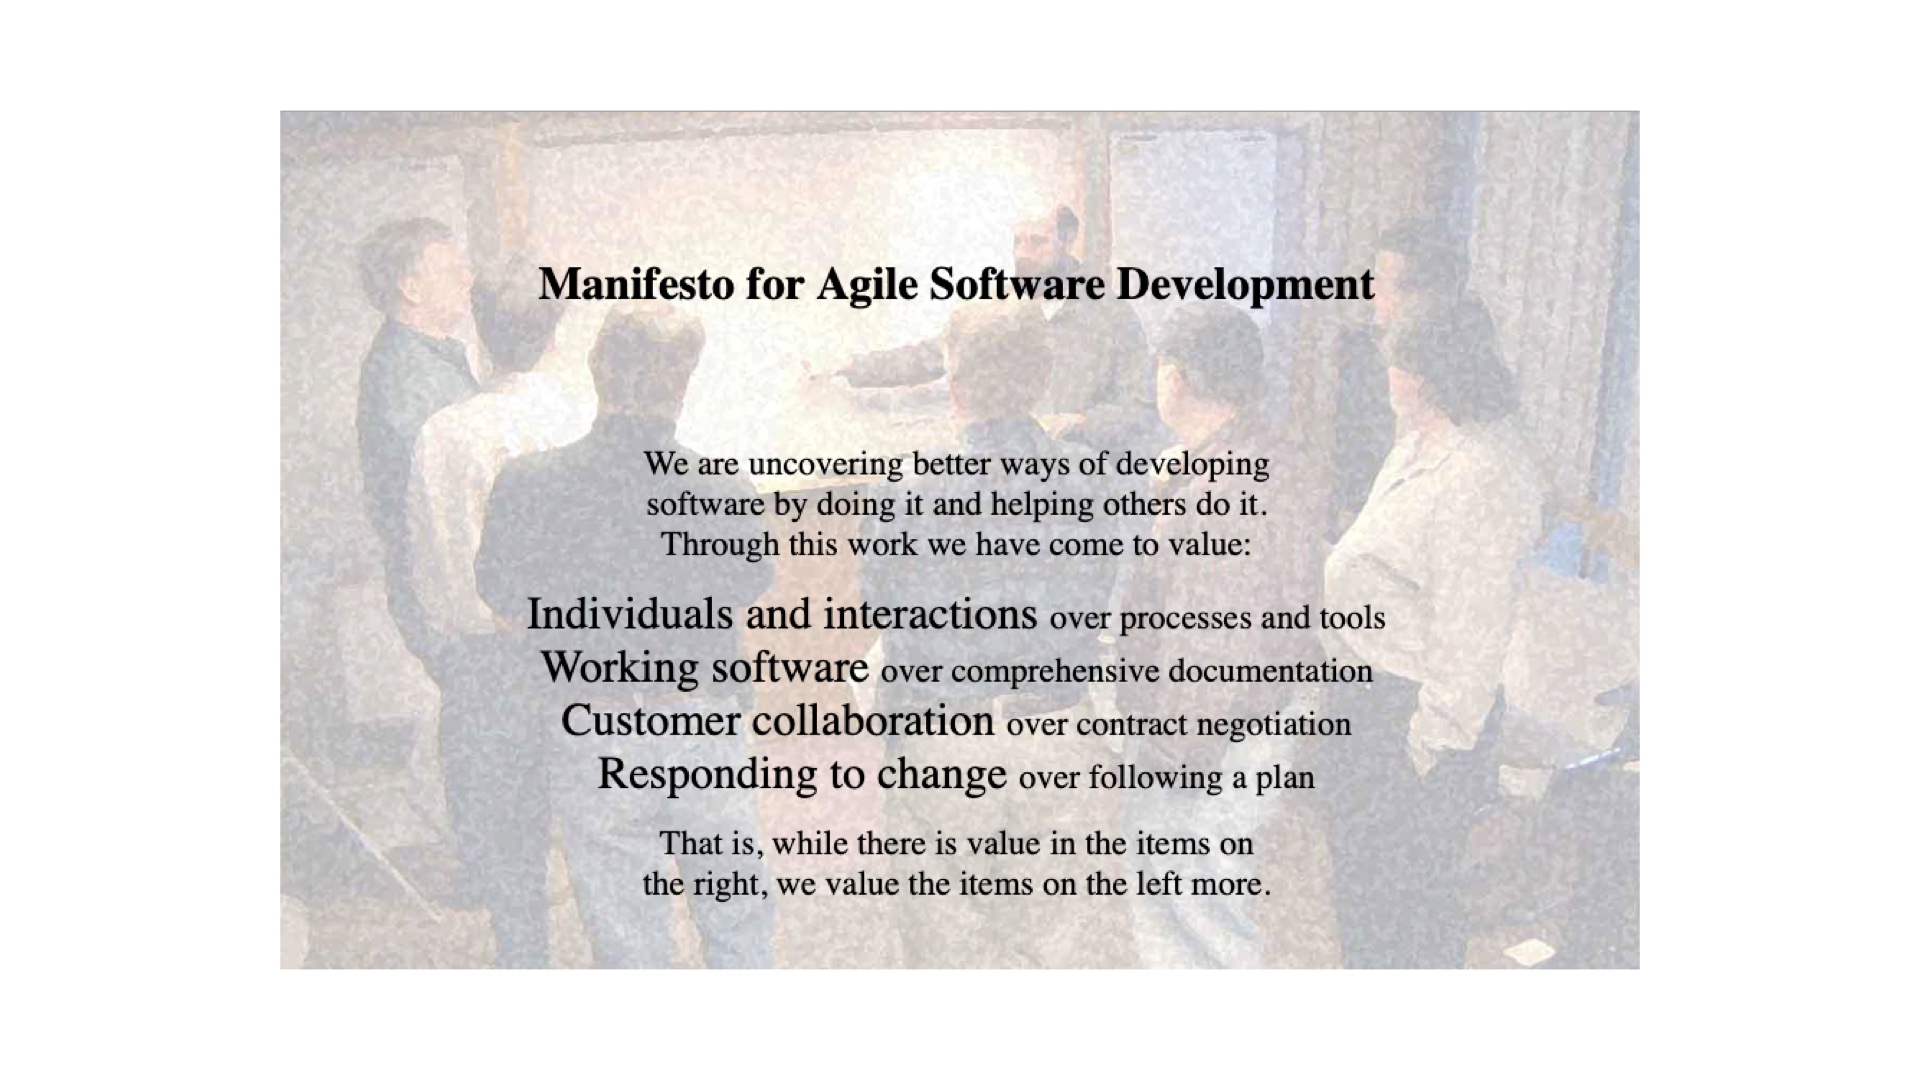 Manifesto for Agile Software Development
We are uncovering better ways of developing
software by doing it and helping others do it.
Through this work we have come to value:
Individuals and interactions over processes and tools
Working software over comprehensive documentation
Customer collaboration over contract negotiation
Responding to change over following a plan
That is, while there is value in the items on
the right, we value the items on the left more.